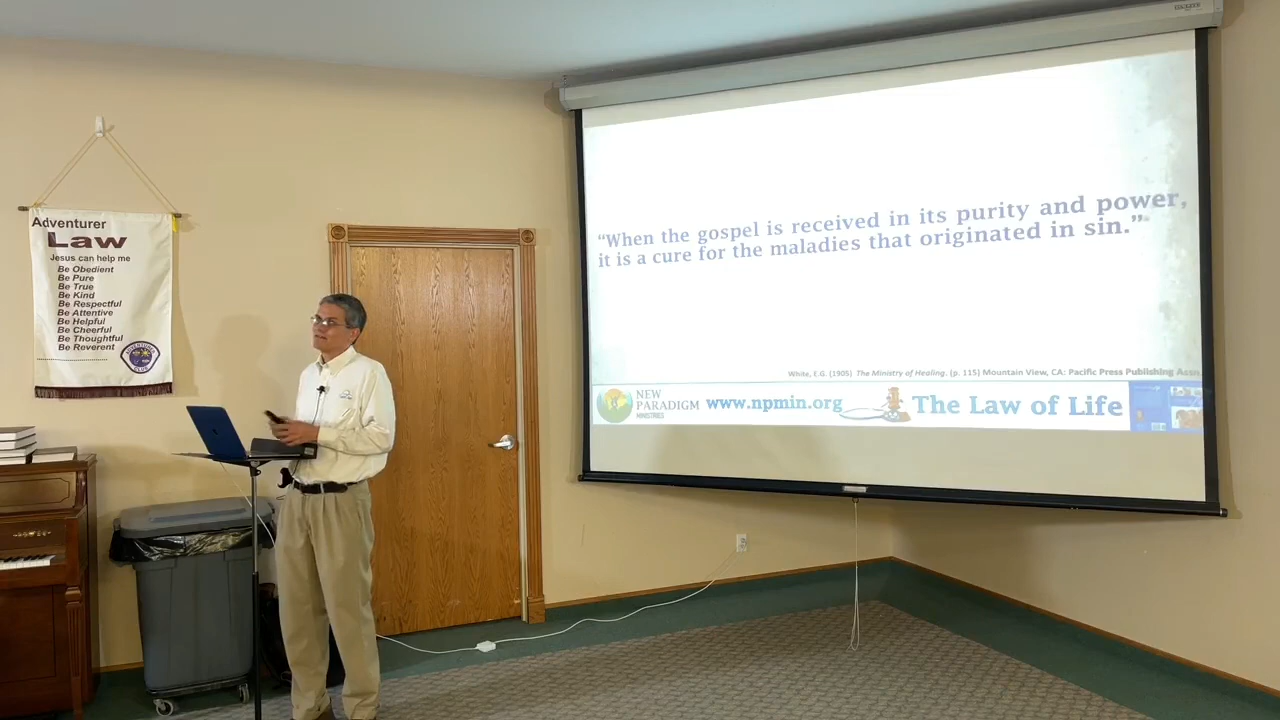 Adventurer
Law
Jesus can help me
Be Obedient
Be Pure
Be True
Be Kind
Be Respectful
Be Attentive
Be Helpful
Be Cheerful
Be Thoughtful
Be Reverent
“When the gospel is received in its purity and power,
it is a cure for the maladies that originated in sin.”
White, E.G. (1905) The Ministry of Healing. (p. 115) Mountain View, CA: Pacific Press Publishing Assn.
NEW
PARADIGM
MINISTRIES
www.npmin.org
The Law of Life